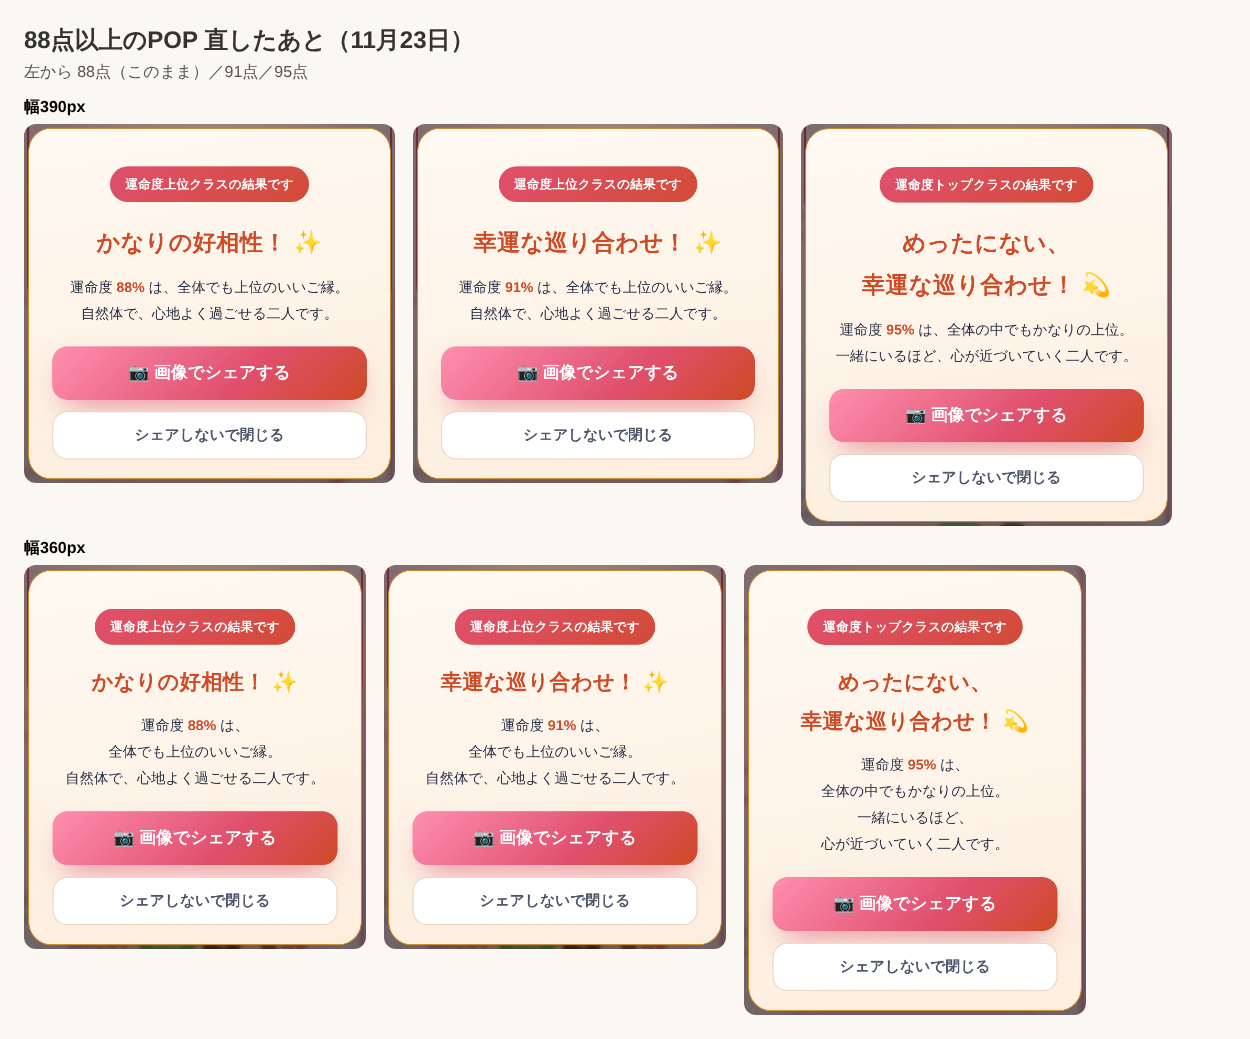 88点以上のPOP 直したあと（11月23日）
左から 88点（このまま）／91点／95点
幅390px
運命度上位クラスの結果です
かなりの好相性！ ✨
運命度 88% は、全体でも上位のいいご縁。
自然体で、心地よく過ごせる二人です。
📷 画像でシェアする
シェアしないで閉じる
運命度上位クラスの結果です
幸運な巡り合わせ！ ✨
運命度 91% は、全体でも上位のいいご縁。
自然体で、心地よく過ごせる二人です。
📷 画像でシェアする
シェアしないで閉じる
運命度トップクラスの結果です
めったにない、
幸運な巡り合わせ！ 💫
運命度 95% は、全体の中でもかなりの上位。
一緒にいるほど、心が近づいていく二人です。
📷 画像でシェアする
シェアしないで閉じる
幅360px
運命度上位クラスの結果です
かなりの好相性！ ✨
運命度 88% は、
全体でも上位のいいご縁。
自然体で、心地よく過ごせる二人です。
📷 画像でシェアする
シェアしないで閉じる
運命度上位クラスの結果です
幸運な巡り合わせ！ ✨
運命度 91% は、
全体でも上位のいいご縁。
自然体で、心地よく過ごせる二人です。
📷 画像でシェアする
シェアしないで閉じる
運命度トップクラスの結果です
めったにない、
幸運な巡り合わせ！ 💫
運命度 95% は、
全体の中でもかなりの上位。
一緒にいるほど、
心が近づいていく二人です。
📷 画像でシェアする
シェアしないで閉じる